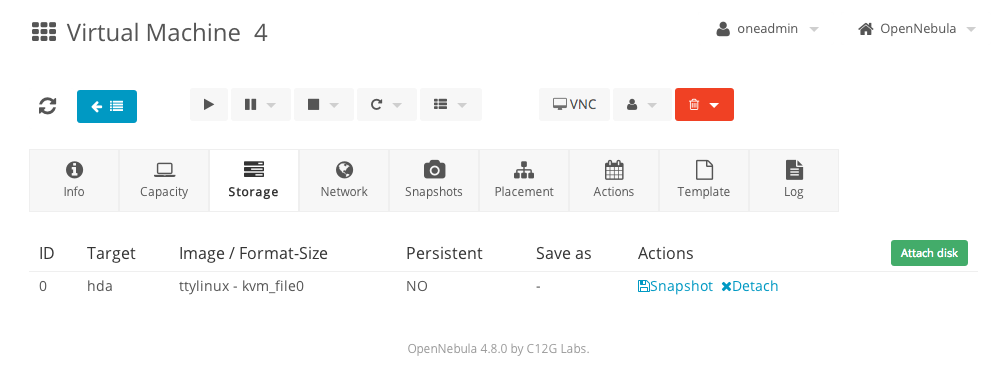 Virtual Machine 4
oneadmin
OpenNebula
VNC
Info
Capacity
Storage
Network
Snapshots
Placement
Actions
Template
Log
ID Target Image / Format-Size Persistent Save as Actions Attach disk
0 hda ttylinux - kvm_file0 NO - Snapshot Detach
OpenNebula 4.8.0 by C12G Labs.